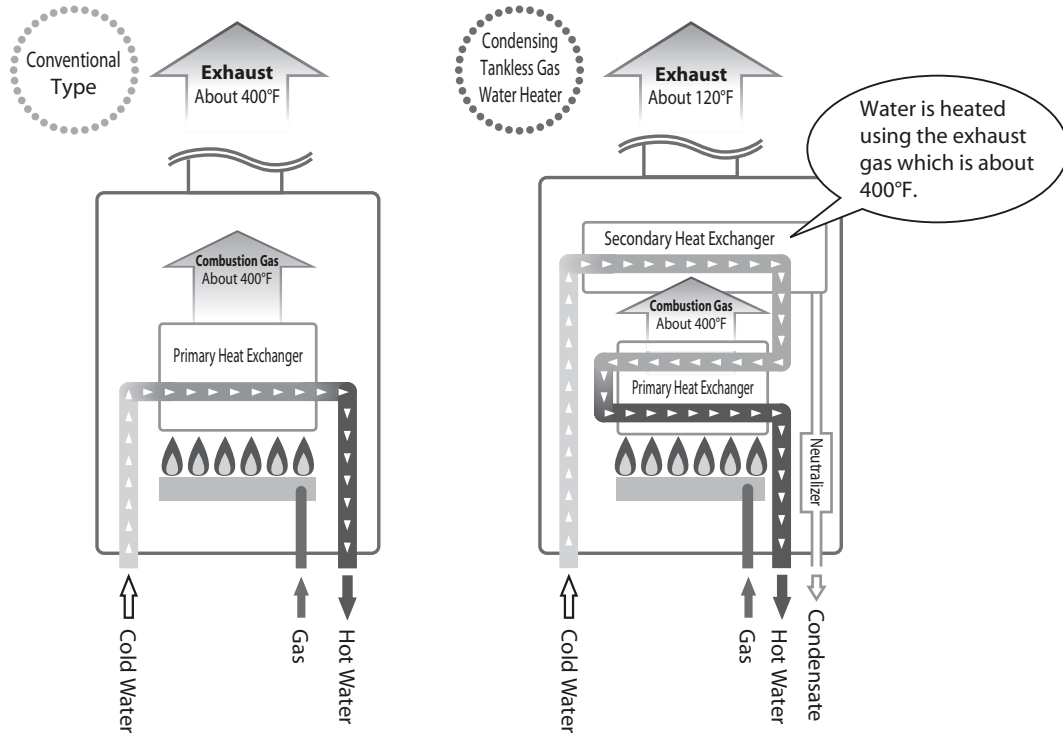 Conventional
Type
Exhaust
About 400°F
Combustion Gas
About 400°F
Primary Heat Exchanger
Cold Water
Gas
Hot Water
Condensing
Tankless Gas
Water Heater
Exhaust
About 120°F
Water is heated
using the exhaust
gas which is about
400°F.
Secondary Heat Exchanger
Combustion Gas
About 400°F
Primary Heat Exchanger
Neutralizer
Cold Water
Gas
Hot Water
Condensate